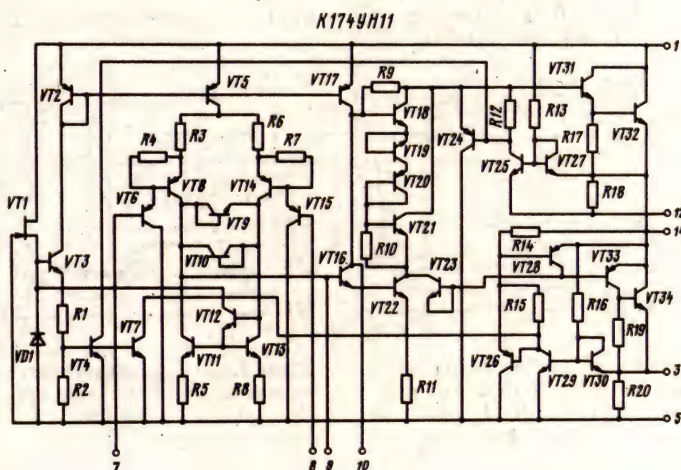 К174УН11
1
R9
VT31
VT2
VT5
VT17
VT18
R6
R12
R13
R3
VT32
R4
R7
VT24
R17
VT19
VT25
VT27
VT8
VT14
VT20
R18
VT6
VT15
VT1
VT9
VT21
12
14
R14
R10
VT10
VT16
VT23
VT33
VT3
VT28
VT34
VT12
VT22
R15
R16
R1
VT7
R19
VD1
VT4
VT11
VT13
VT26
VT29
VT30
3
R2
R5
R8
R11
R20
5
7
8
9
10